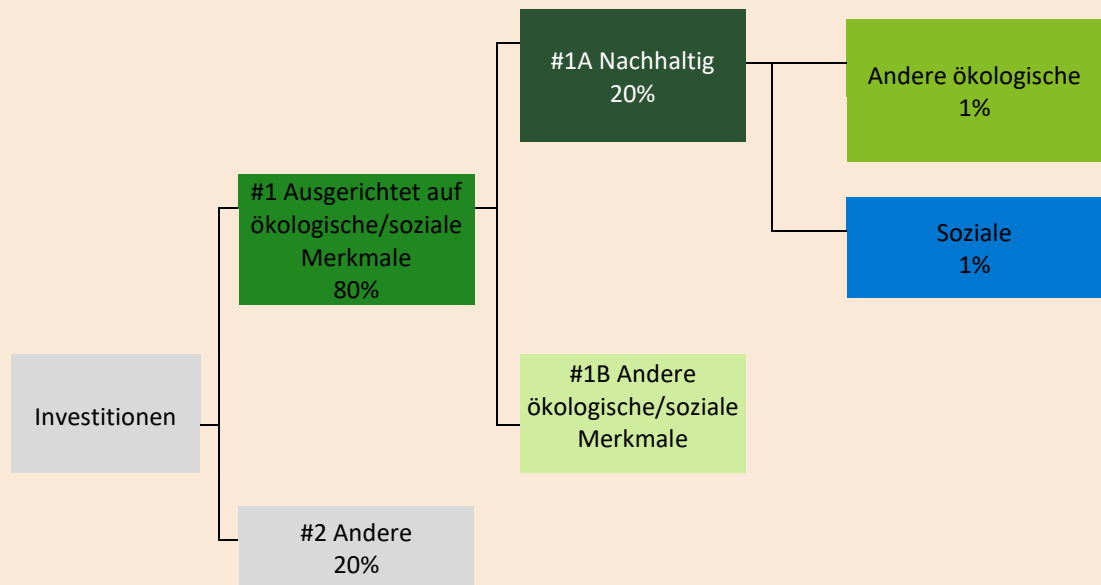 #1A Nachhaltig
20%
Andere ökologische
1%
#1 Ausgerichtet auf
ökologische/soziale
Merkmale
80%
Soziale
1%
Investitionen
#1B Andere
ökologische/soziale
Merkmale
#2 Andere
20%